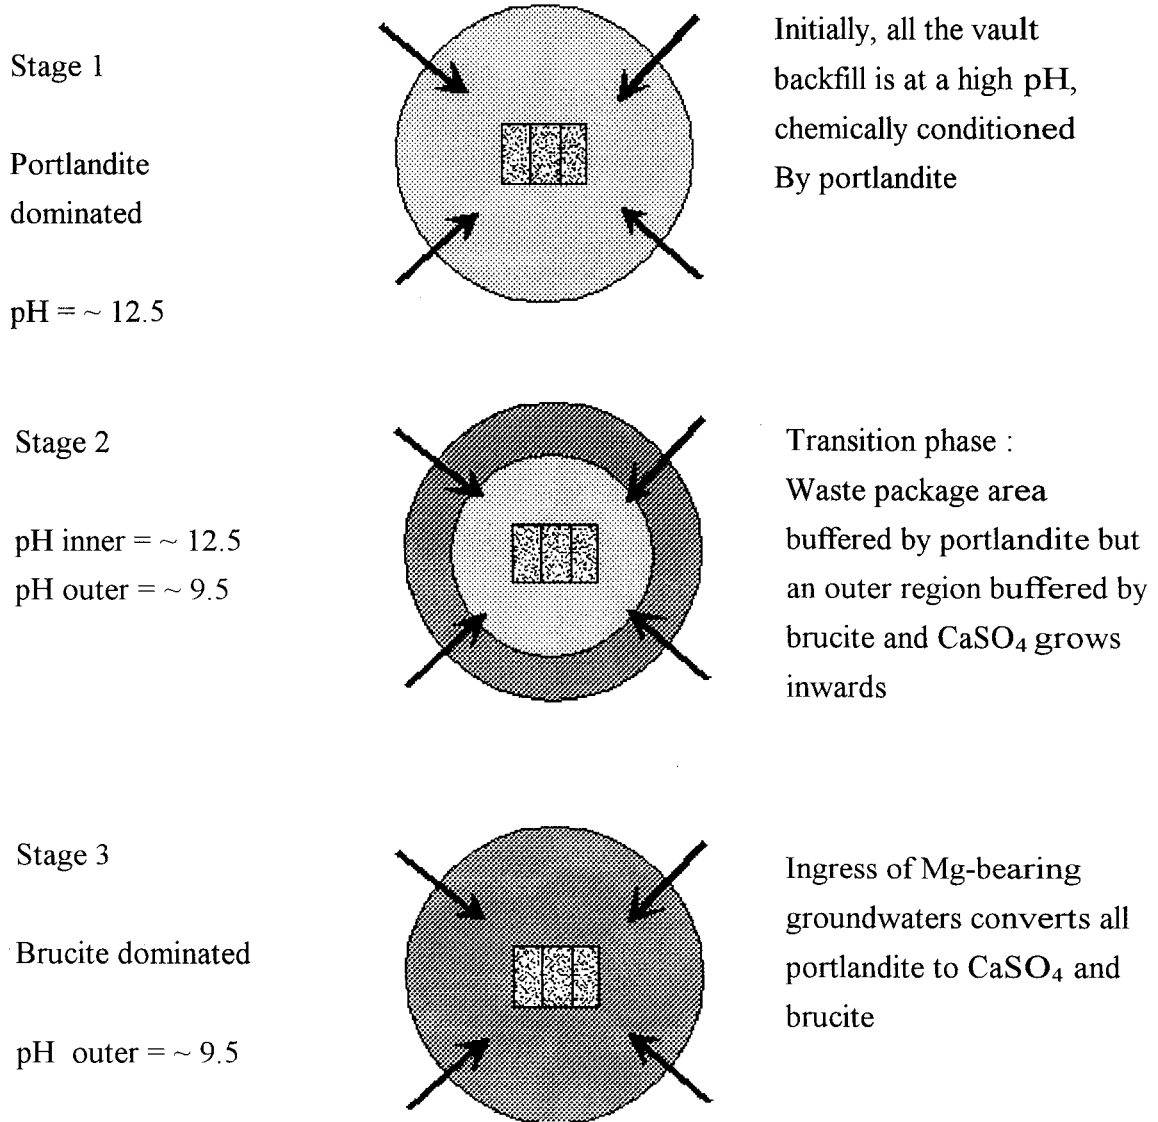 Stage 1
Portlandite
dominated
pH = ~ 12.5
Initially, all the vault
backfill is at a high pH,
chemically conditioned
By portlandite
Stage 2
pH inner = ~ 12.5
pH outer = ~ 9.5
Transition phase :
Waste package area
buffered by portlandite but
an outer region buffered by
brucite and CaSO₄ grows
inwards
Stage 3
Brucite dominated
pH outer = ~ 9.5
Ingress of Mg-bearing
groundwaters converts all
portlandite to CaSO₄ and
brucite